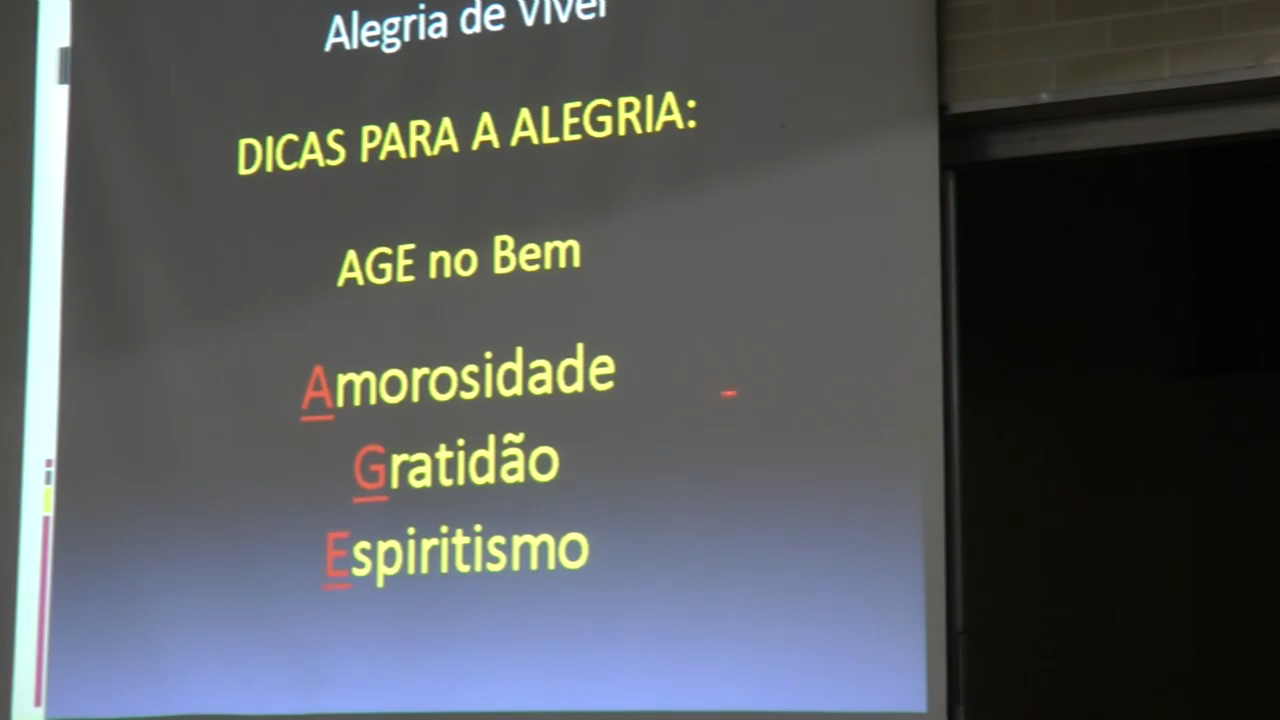 Alegria de Viver
DICAS PARA A ALEGRIA:
AGE no Bem
Amorosidade
Gratidão
Espiritismo